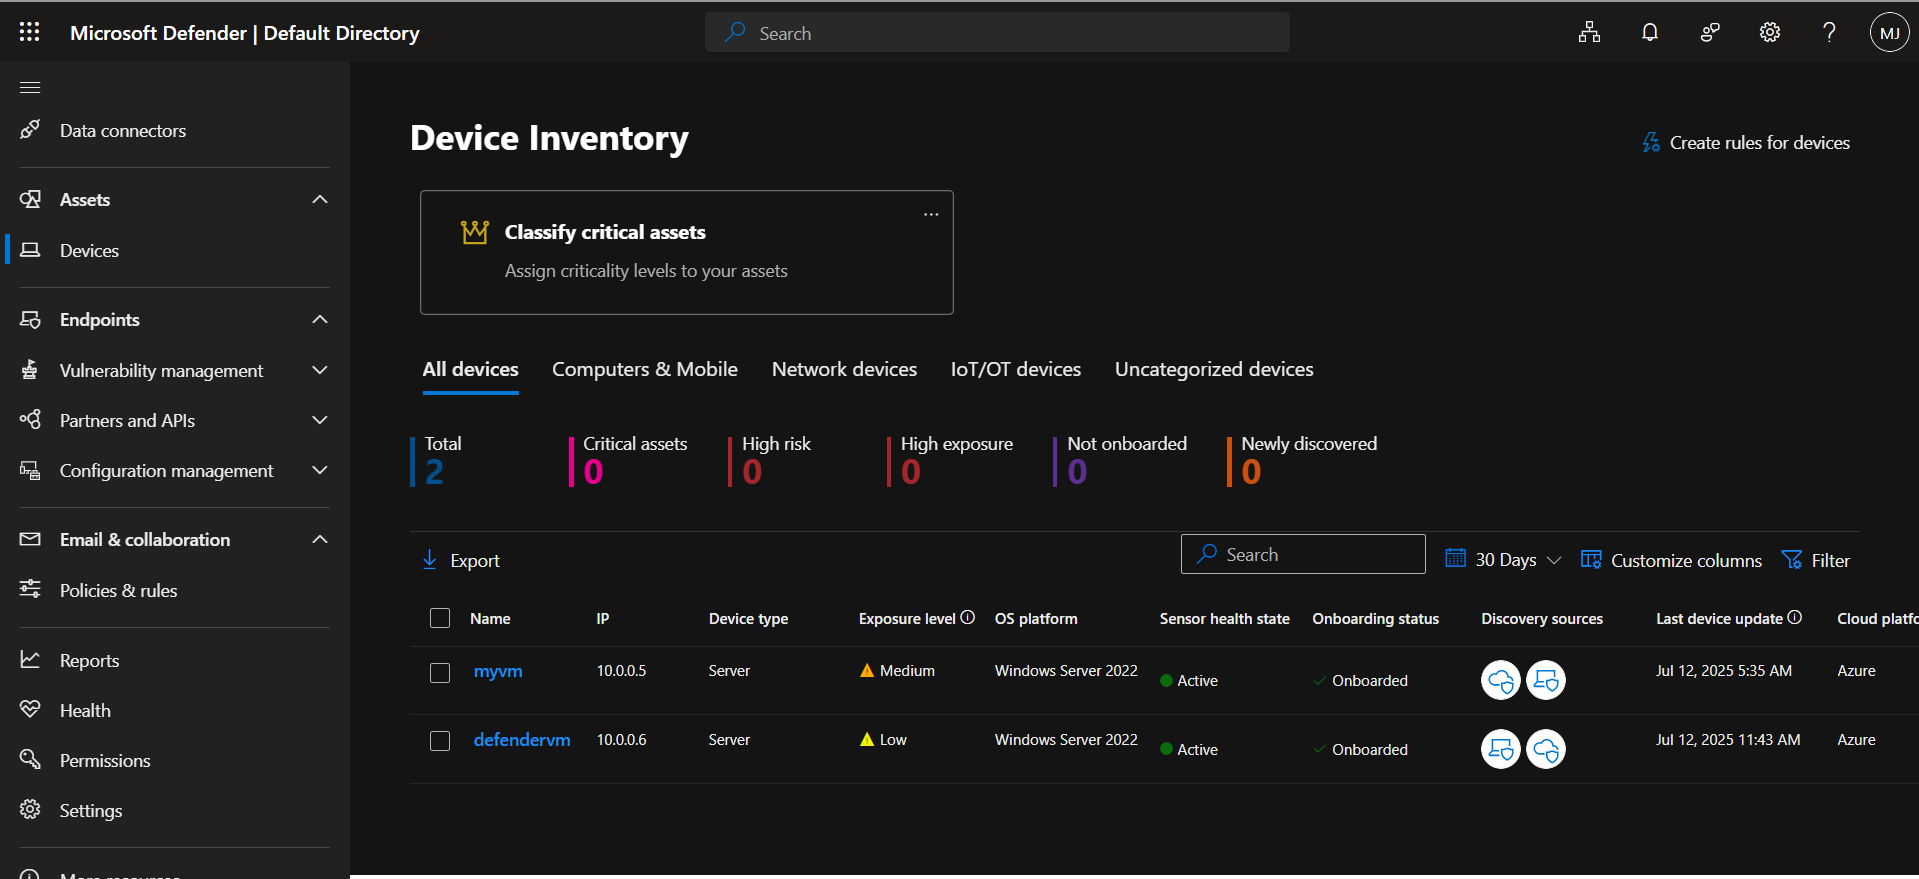 Microsoft Defender | Default Directory
Search
MJ
Data connectors
Assets
Devices
Endpoints
Vulnerability management
Partners and APIs
Configuration management
Email & collaboration
Policies & rules
Reports
Health
Permissions
Settings
Device Inventory
Create rules for devices
Classify critical assets
Assign criticality levels to your assets
All devices Computers & Mobile Network devices IoT/OT devices Uncategorized devices
Total Critical assets High risk High exposure Not onboarded Newly discovered
2 0 0 0 0 0
Export Search 30 Days Customize columns Filter
Name IP Device type Exposure level OS platform Sensor health state Onboarding status Discovery sources Last device update Cloud platfo
myvm 10.0.0.5 Server Medium Windows Server 2022 Active Onboarded Jul 12, 2025 5:35 AM Azure
defendervm 10.0.0.6 Server Low Windows Server 2022 Active Onboarded Jul 12, 2025 11:43 AM Azure